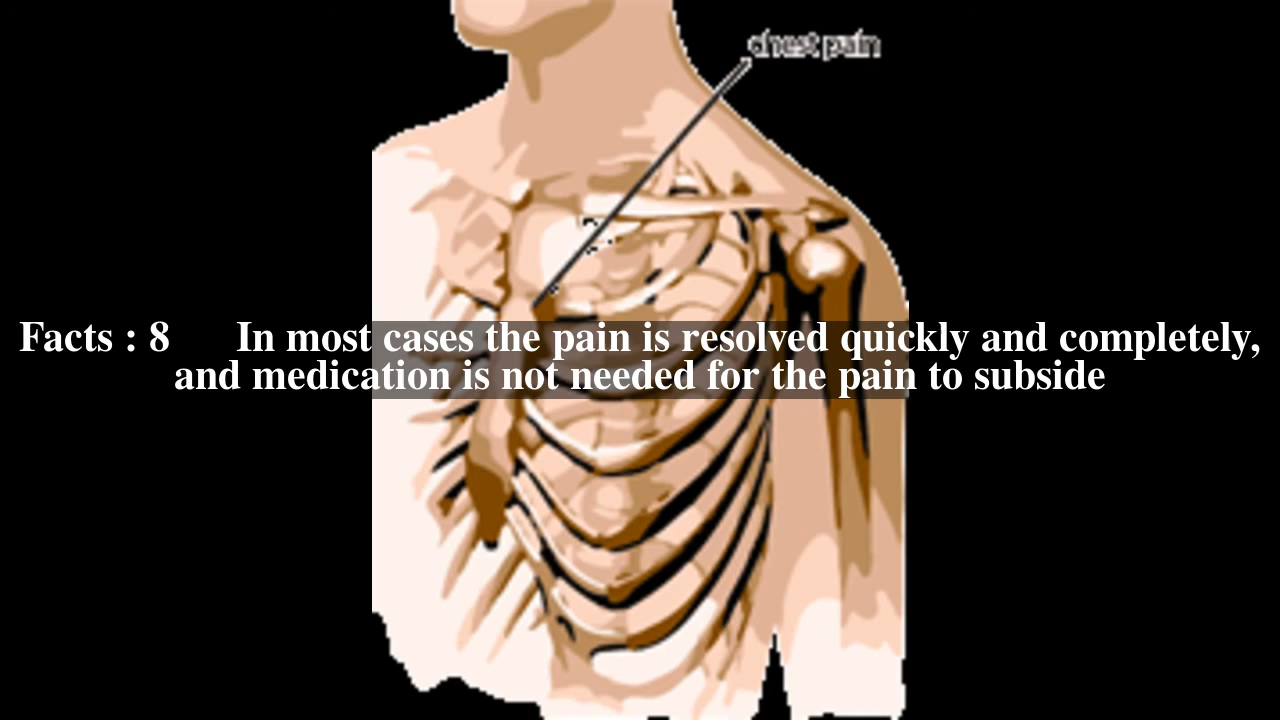 chest pain
Facts : 8 In most cases the pain is resolved quickly and completely,
and medication is not needed for the pain to subside